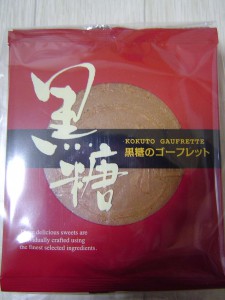 黒糖
KOKUTO GAUFRETTE
黒糖のゴーフレット
delicious sweets are
crafted using
the finest selected ingredients.